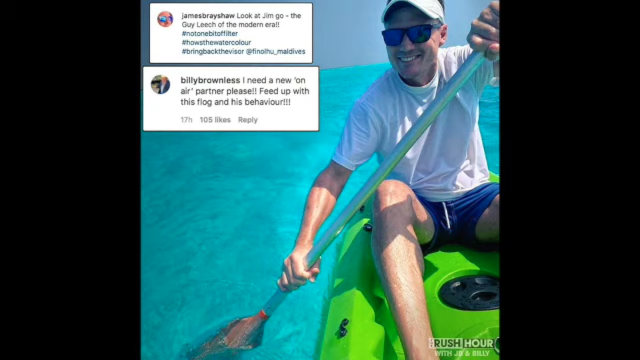 jamesbrayshaw Look at Jim go - the
Guy Leech of the modern era!!
#notonebitoffilter
#howsthewatercolour
#bringbackthevisor @finolhu_maldives
billybrownless I need a new 'on
air' partner please!! Feed up with
this flog and his behaviour!!!
17h 105 likes Reply
THE RUSH HOUR
WITH JB & BILLY